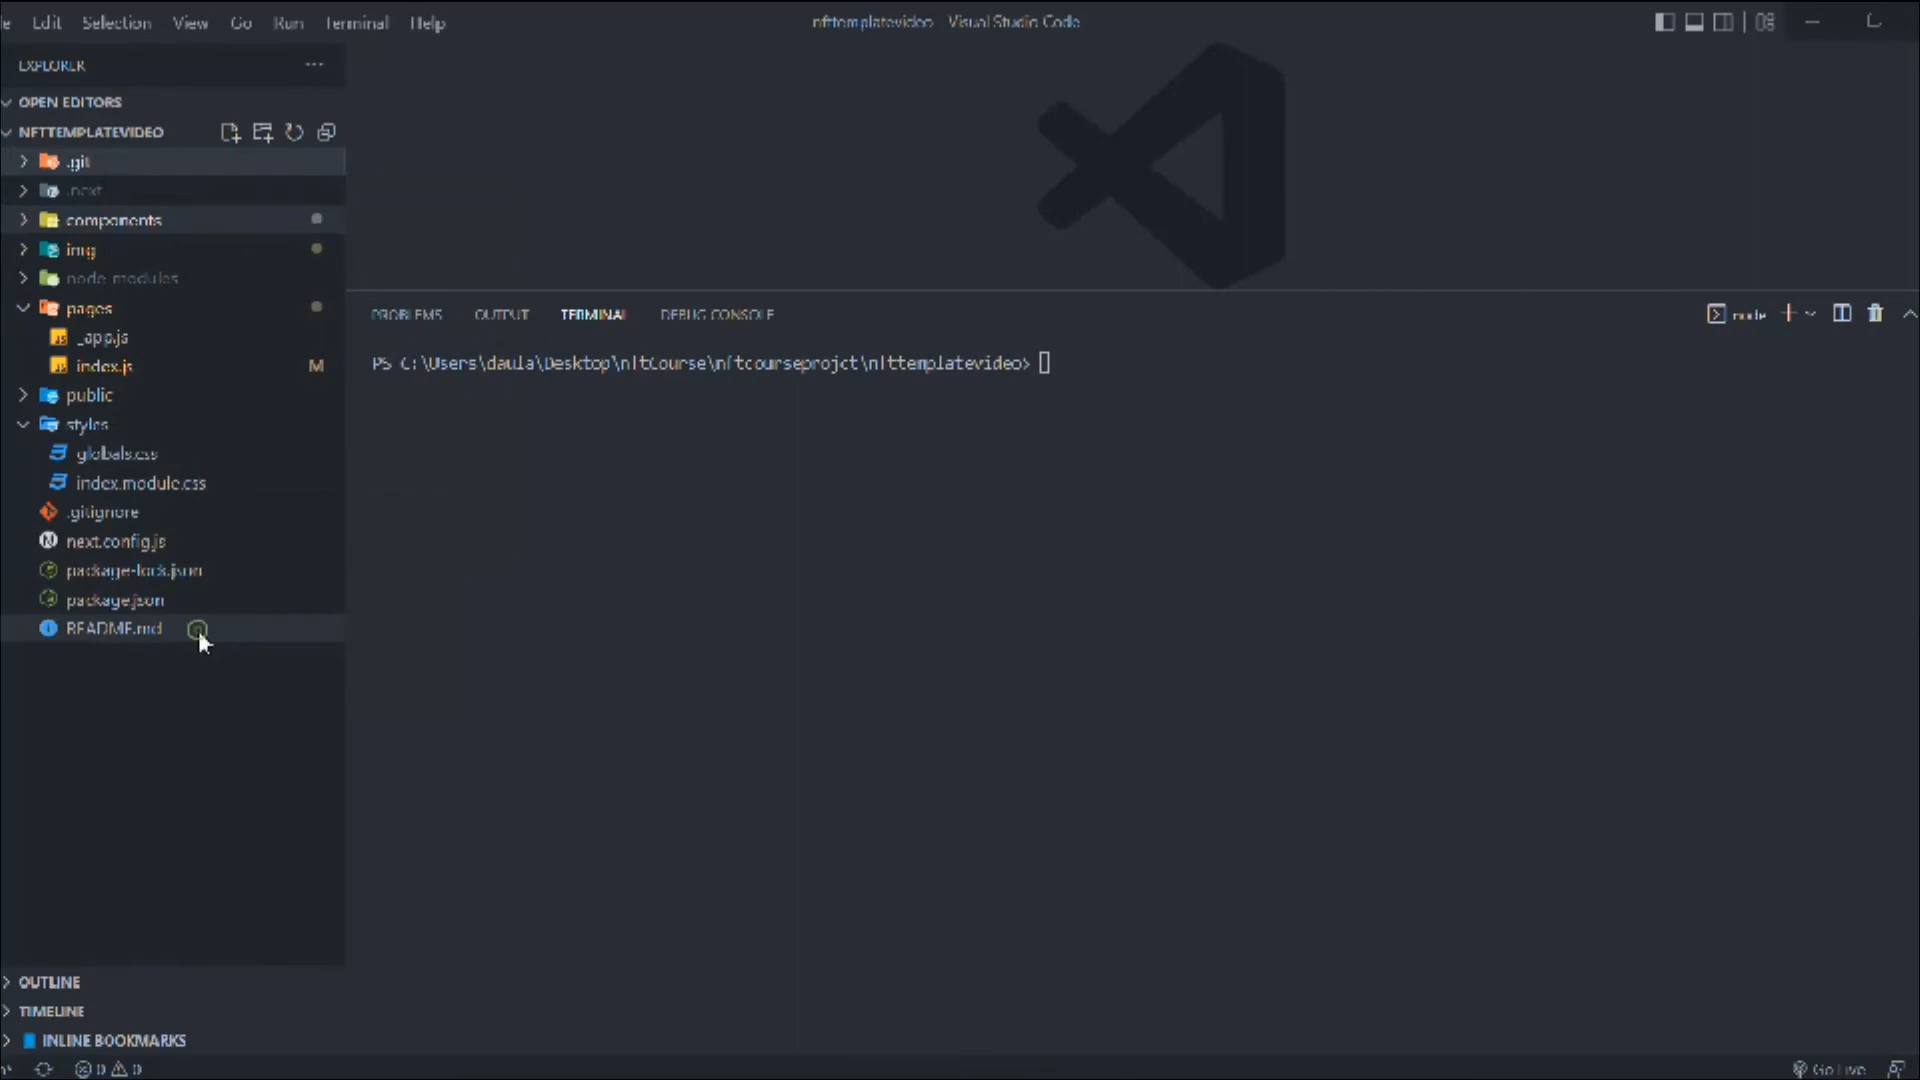 Edit Selection View Go Run Terminal Help
nfttemplatevideo Visual Studio Code
EXPLORER
OPEN EDITORS
NFTTEMPLATEVIDEO
.git
.next
components
img
node_modules
pages
_app.js
index.js M
public
styles
globals.css
index.module.css
.gitignore
next.config.js
package-lock.json
package.json
README.md
OUTLINE
TIMELINE
INLINE BOOKMARKS
0 0
PROBLEMS OUTPUT TERMINAL DEBUG CONSOLE
node
PS C:\Users\daula\Desktop\nftCourse\nftcourseprojct\nfttemplatevideo>
Go Live